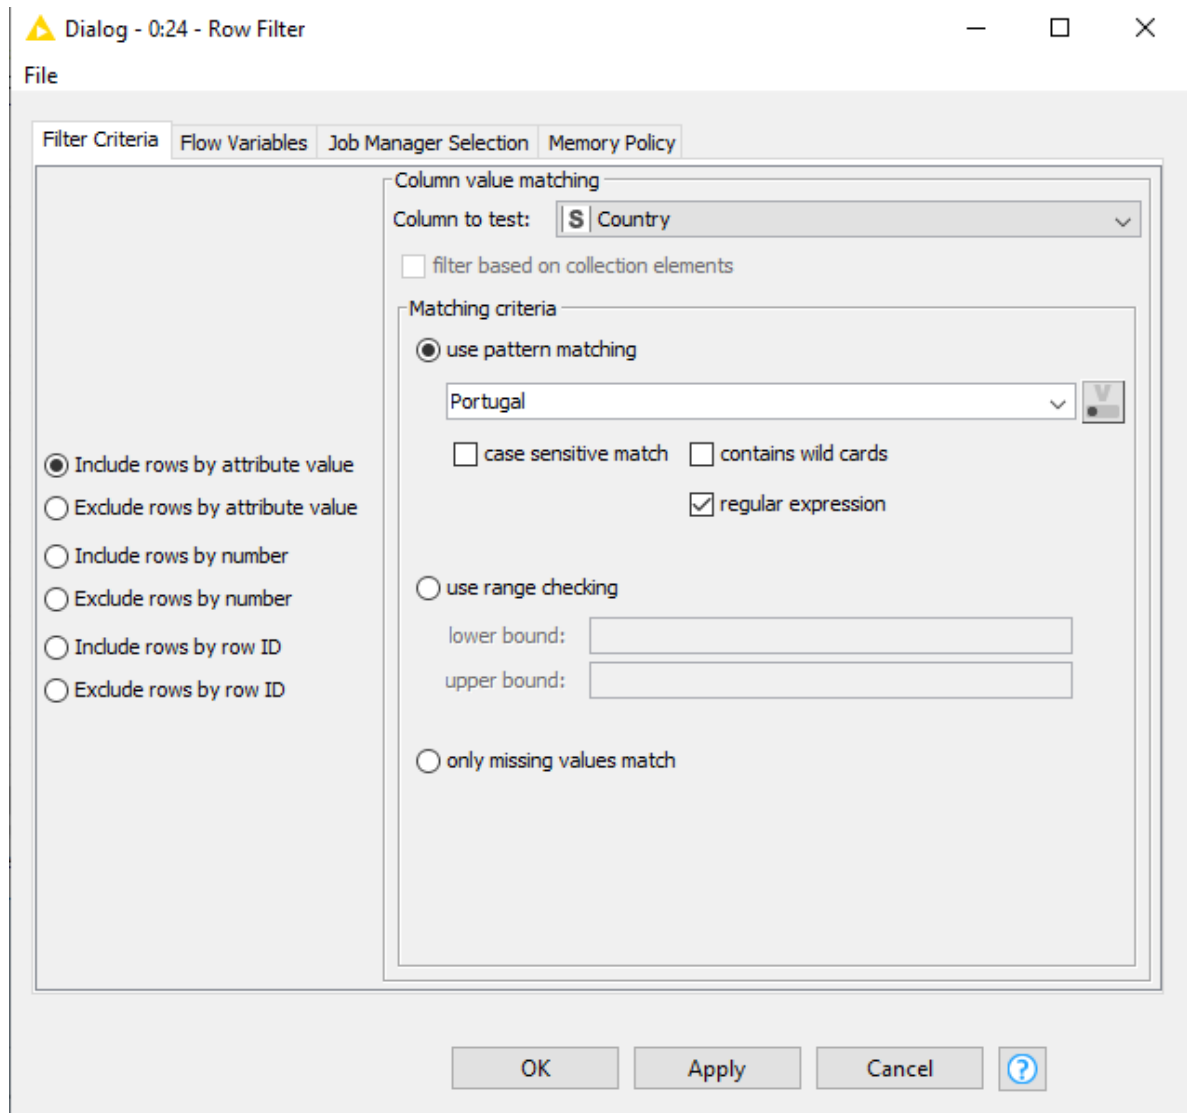 Dialog - 0:24 - Row Filter
File
Filter Criteria Flow Variables Job Manager Selection Memory Policy
Include rows by attribute value
Exclude rows by attribute value
Include rows by number
Exclude rows by number
Include rows by row ID
Exclude rows by row ID
Column value matching
Column to test: S Country
filter based on collection elements
Matching criteria
use pattern matching
Portugal V
case sensitive match contains wild cards
regular expression
use range checking
lower bound:
upper bound:
only missing values match
OK Apply Cancel ?